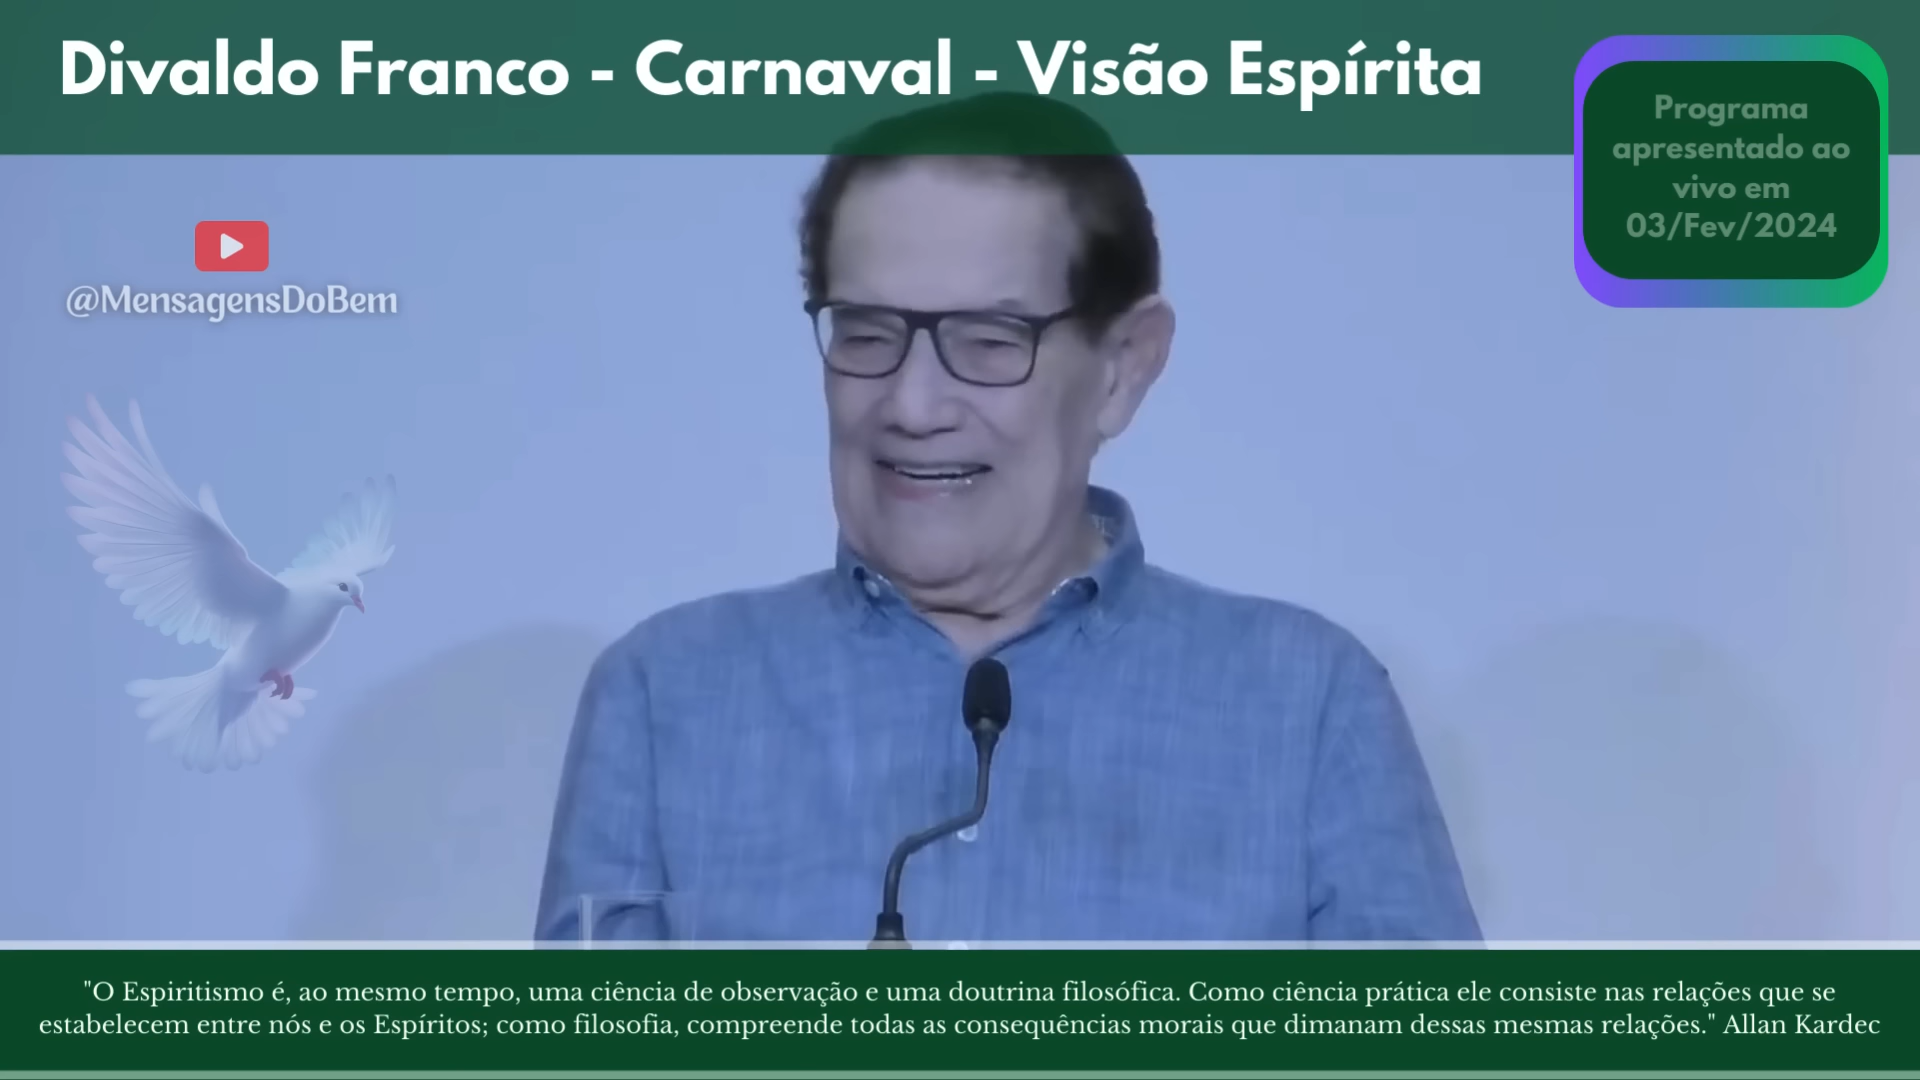 Divaldo Franco - Carnaval - Visão Espírita
Programa
apresentado ao
vivo em
03/Fev/2024
@MensagensDoBem
"O Espiritismo é, ao mesmo tempo, uma ciência de observação e uma doutrina filosófica. Como ciência prática ele consiste nas relações que se
estabelecem entre nós e os Espíritos; como filosofia, compreende todas as consequências morais que dimanam dessas mesmas relações." Allan Kardec